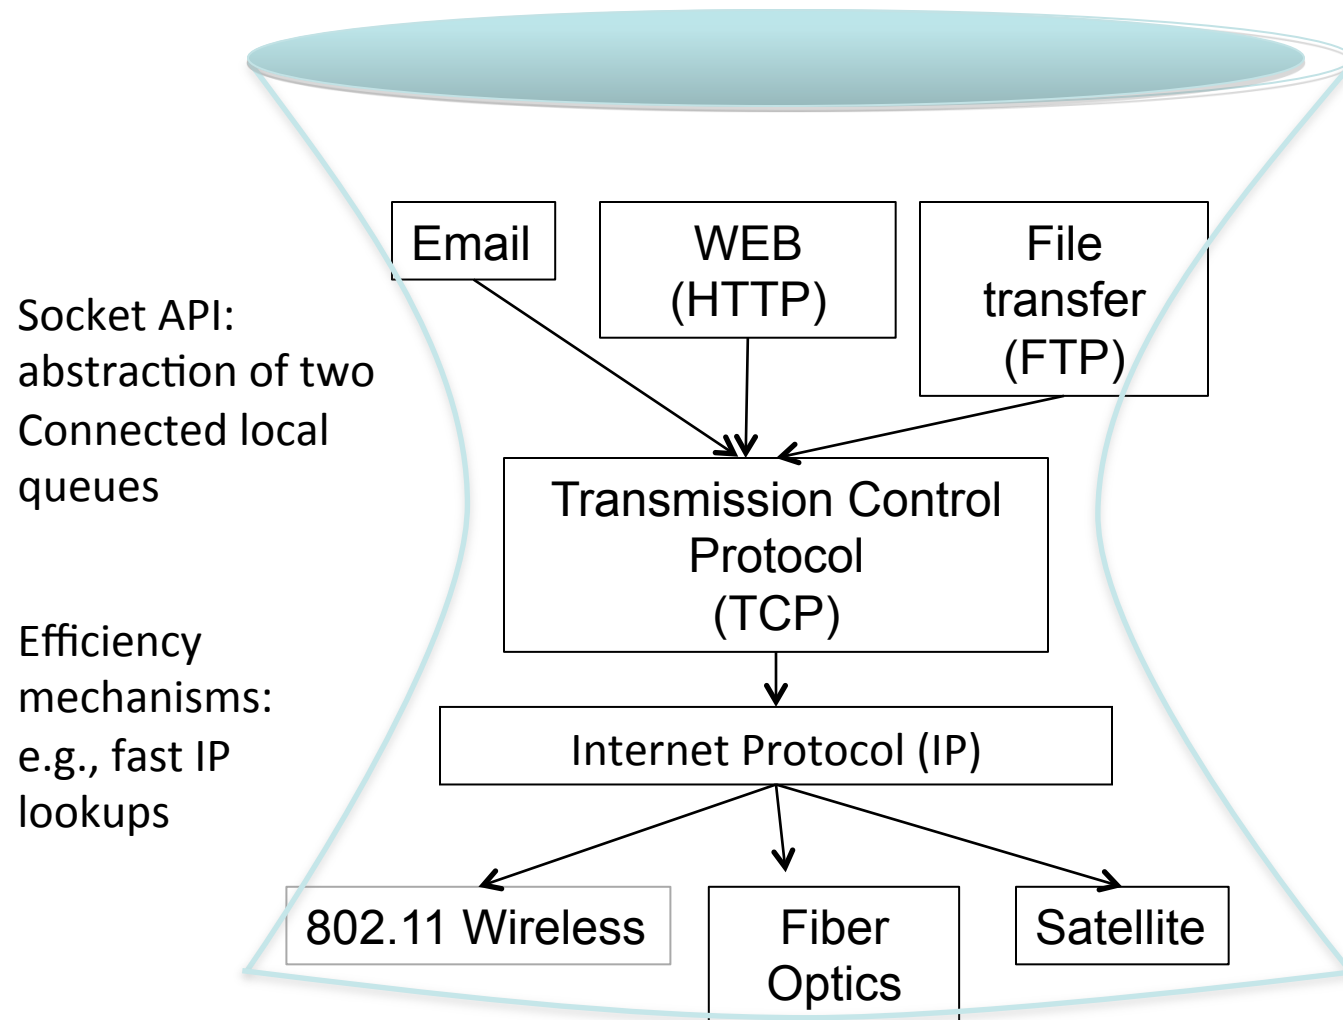 Email
WEB
(HTTP)
File
transfer
(FTP)
Socket API:
abstraction of two
Connected local
queues
Transmission Control
Protocol
(TCP)
Efficiency
mechanisms:
e.g., fast IP
lookups
Internet Protocol (IP)
802.11 Wireless
Fiber
Optics
Satellite